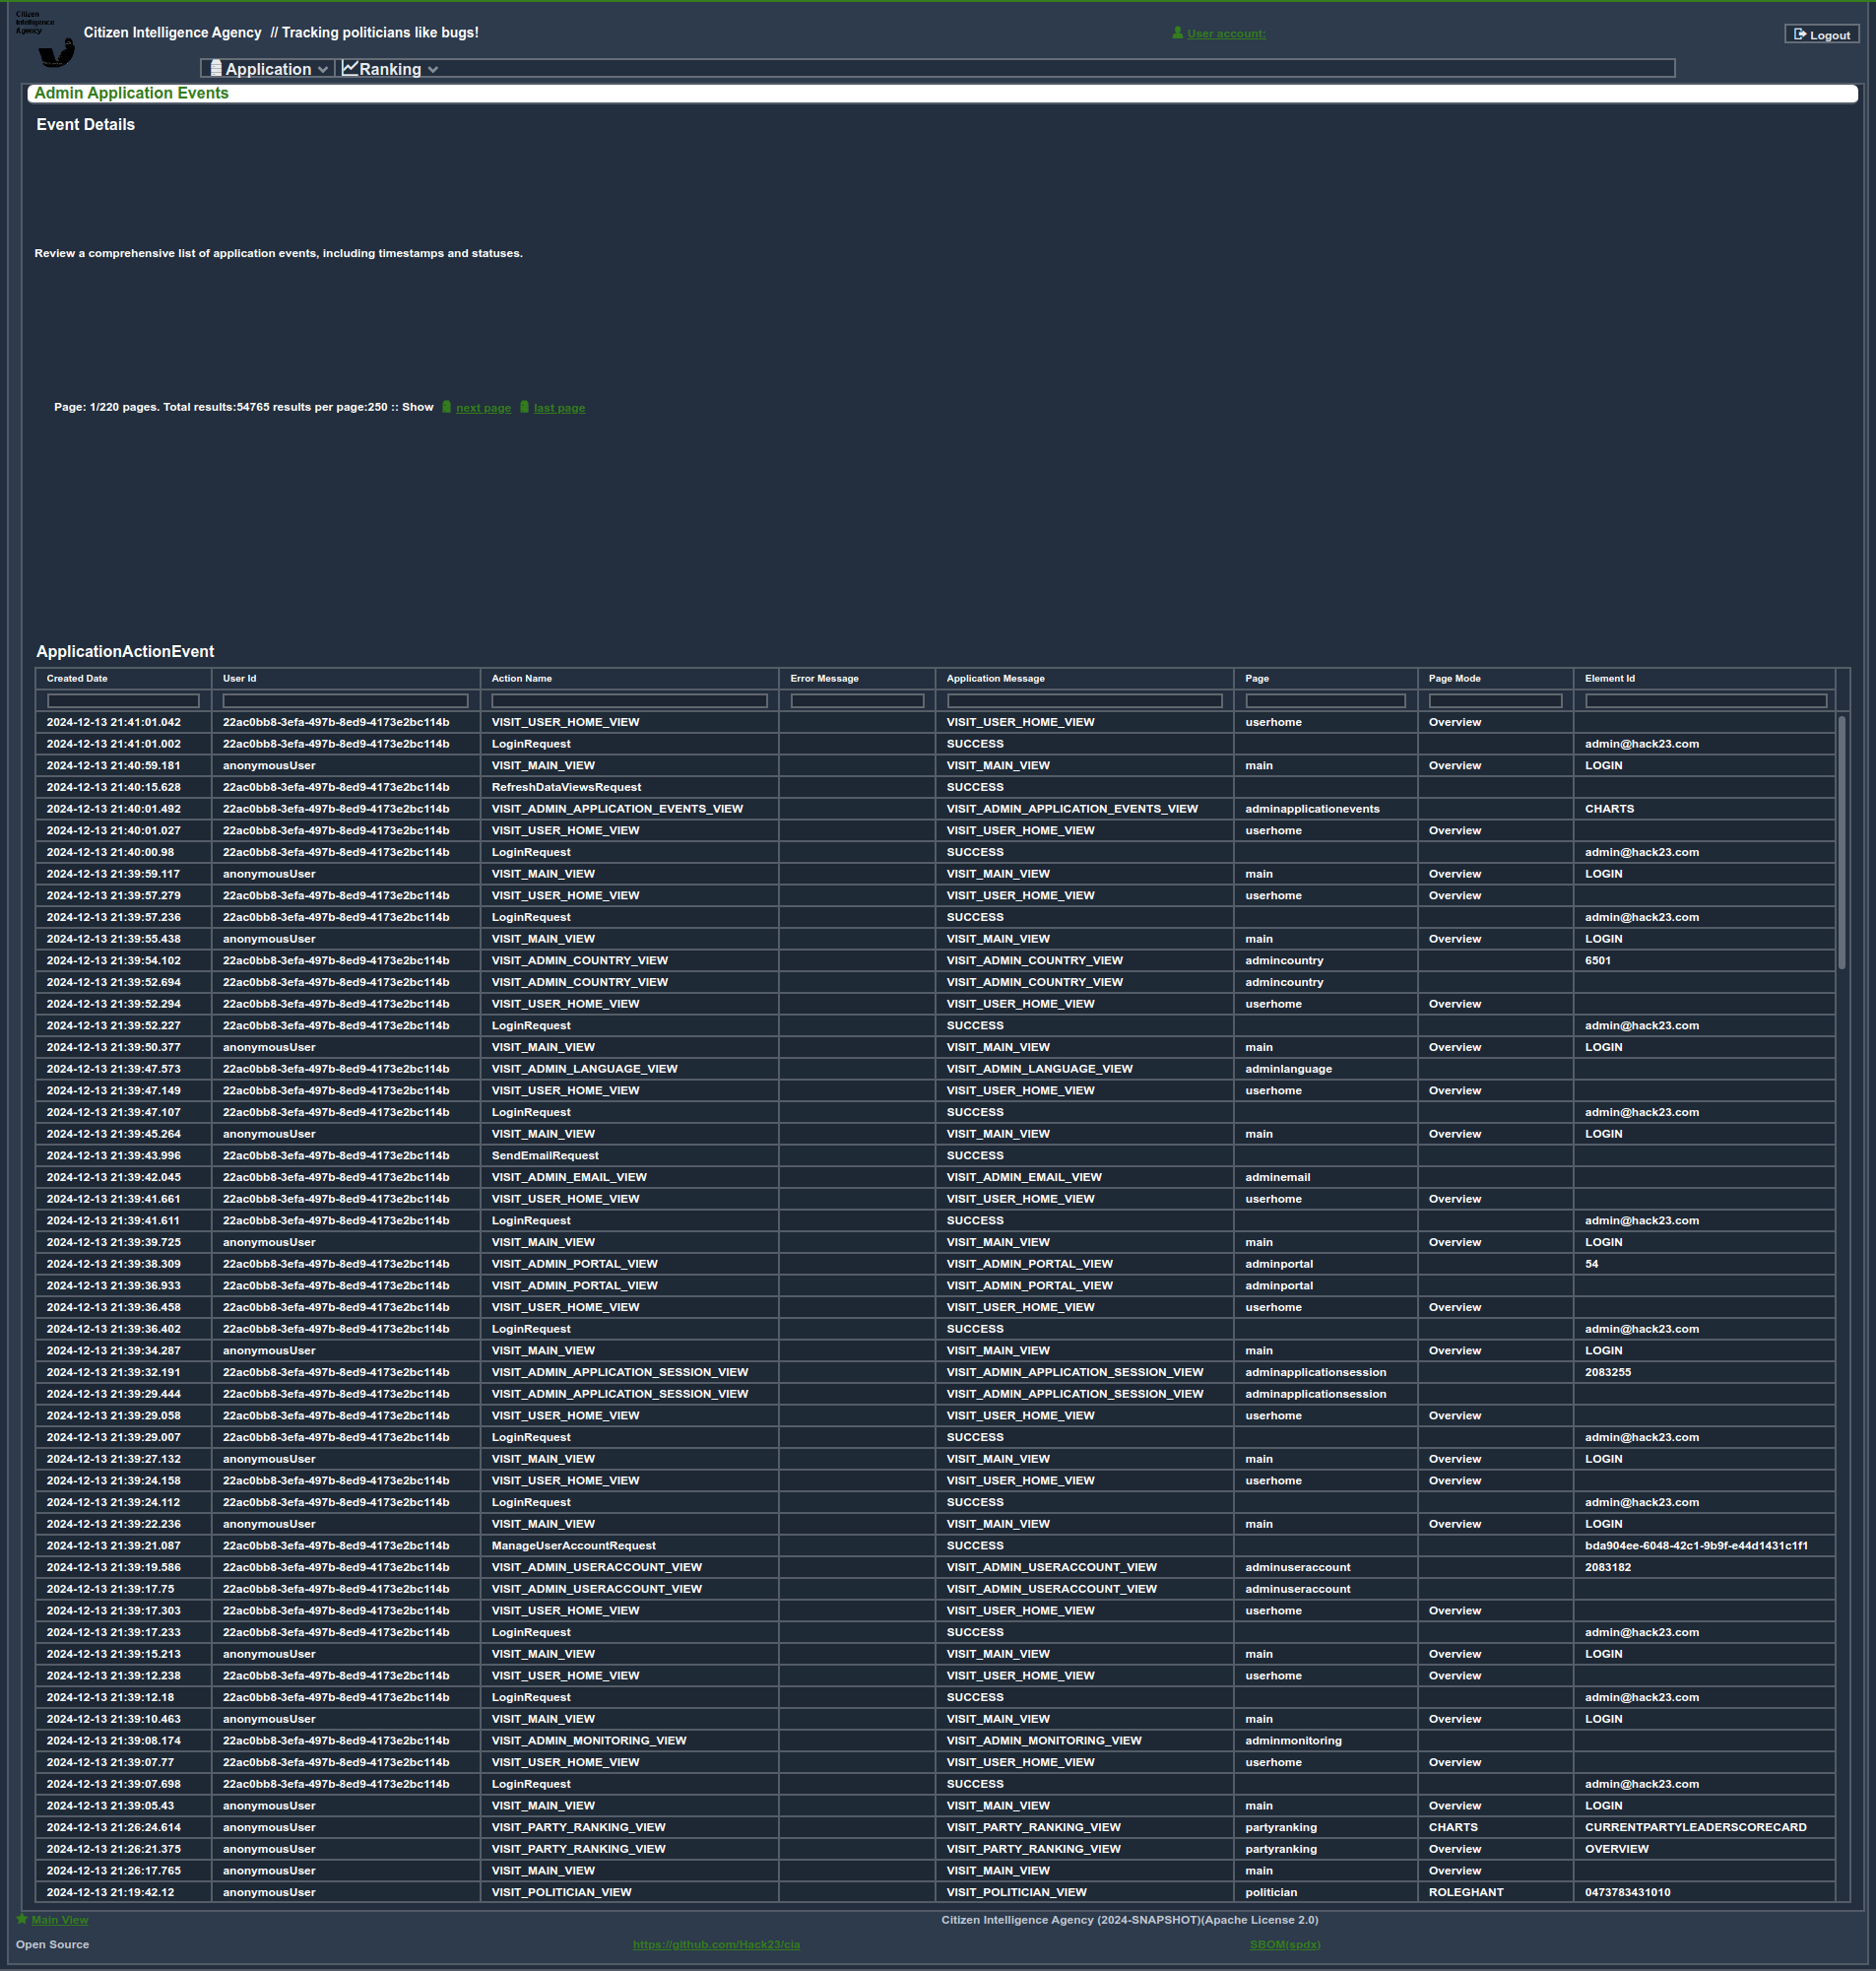 Citizen
Intelligence
Agency
Citizen Intelligence Agency // Tracking politicians like bugs!
User account:
Logout
Application Ranking
Admin Application Events
Event Details
Review a comprehensive list of application events, including timestamps and statuses.
Page: 1/220 pages. Total results:54765 results per page:250 :: Show next page last page
ApplicationActionEvent
Created Date User Id Action Name Error Message Application Message Page Page Mode Element Id
2024-12-13 21:41:01.042 22ac0bb8-3efa-497b-8ed9-4173e2bc114b VISIT_USER_HOME_VIEW VISIT_USER_HOME_VIEW userhome Overview
2024-12-13 21:41:01.002 22ac0bb8-3efa-497b-8ed9-4173e2bc114b LoginRequest SUCCESS admin@hack23.com
2024-12-13 21:40:59.181 anonymousUser VISIT_MAIN_VIEW VISIT_MAIN_VIEW main Overview LOGIN
2024-12-13 21:40:15.628 22ac0bb8-3efa-497b-8ed9-4173e2bc114b RefreshDataViewsRequest SUCCESS
2024-12-13 21:40:01.492 22ac0bb8-3efa-497b-8ed9-4173e2bc114b VISIT_ADMIN_APPLICATION_EVENTS_VIEW VISIT_ADMIN_APPLICATION_EVENTS_VIEW adminapplicationevents CHARTS
2024-12-13 21:40:01.027 22ac0bb8-3efa-497b-8ed9-4173e2bc114b VISIT_USER_HOME_VIEW VISIT_USER_HOME_VIEW userhome Overview
2024-12-13 21:40:00.98 22ac0bb8-3efa-497b-8ed9-4173e2bc114b LoginRequest SUCCESS admin@hack23.com
2024-12-13 21:39:59.117 anonymousUser VISIT_MAIN_VIEW VISIT_MAIN_VIEW main Overview LOGIN
2024-12-13 21:39:57.279 22ac0bb8-3efa-497b-8ed9-4173e2bc114b VISIT_USER_HOME_VIEW VISIT_USER_HOME_VIEW userhome Overview
2024-12-13 21:39:57.236 22ac0bb8-3efa-497b-8ed9-4173e2bc114b LoginRequest SUCCESS admin@hack23.com
2024-12-13 21:39:55.438 anonymousUser VISIT_MAIN_VIEW VISIT_MAIN_VIEW main Overview LOGIN
2024-12-13 21:39:54.102 22ac0bb8-3efa-497b-8ed9-4173e2bc114b VISIT_ADMIN_COUNTRY_VIEW VISIT_ADMIN_COUNTRY_VIEW admincountry 6501
2024-12-13 21:39:52.694 22ac0bb8-3efa-497b-8ed9-4173e2bc114b VISIT_ADMIN_COUNTRY_VIEW VISIT_ADMIN_COUNTRY_VIEW admincountry
2024-12-13 21:39:52.294 22ac0bb8-3efa-497b-8ed9-4173e2bc114b VISIT_USER_HOME_VIEW VISIT_USER_HOME_VIEW userhome Overview
2024-12-13 21:39:52.227 22ac0bb8-3efa-497b-8ed9-4173e2bc114b LoginRequest SUCCESS admin@hack23.com
2024-12-13 21:39:50.377 anonymousUser VISIT_MAIN_VIEW VISIT_MAIN_VIEW main Overview LOGIN
2024-12-13 21:39:47.573 22ac0bb8-3efa-497b-8ed9-4173e2bc114b VISIT_ADMIN_LANGUAGE_VIEW VISIT_ADMIN_LANGUAGE_VIEW adminlanguage
2024-12-13 21:39:47.149 22ac0bb8-3efa-497b-8ed9-4173e2bc114b VISIT_USER_HOME_VIEW VISIT_USER_HOME_VIEW userhome Overview
2024-12-13 21:39:47.107 22ac0bb8-3efa-497b-8ed9-4173e2bc114b LoginRequest SUCCESS admin@hack23.com
2024-12-13 21:39:45.264 anonymousUser VISIT_MAIN_VIEW VISIT_MAIN_VIEW main Overview LOGIN
2024-12-13 21:39:43.996 22ac0bb8-3efa-497b-8ed9-4173e2bc114b SendEmailRequest SUCCESS
2024-12-13 21:39:42.045 22ac0bb8-3efa-497b-8ed9-4173e2bc114b VISIT_ADMIN_EMAIL_VIEW VISIT_ADMIN_EMAIL_VIEW adminemail
2024-12-13 21:39:41.661 22ac0bb8-3efa-497b-8ed9-4173e2bc114b VISIT_USER_HOME_VIEW VISIT_USER_HOME_VIEW userhome Overview
2024-12-13 21:39:41.611 22ac0bb8-3efa-497b-8ed9-4173e2bc114b LoginRequest SUCCESS admin@hack23.com
2024-12-13 21:39:39.725 anonymousUser VISIT_MAIN_VIEW VISIT_MAIN_VIEW main Overview LOGIN
2024-12-13 21:39:38.309 22ac0bb8-3efa-497b-8ed9-4173e2bc114b VISIT_ADMIN_PORTAL_VIEW VISIT_ADMIN_PORTAL_VIEW adminportal 54
2024-12-13 21:39:36.933 22ac0bb8-3efa-497b-8ed9-4173e2bc114b VISIT_ADMIN_PORTAL_VIEW VISIT_ADMIN_PORTAL_VIEW adminportal
2024-12-13 21:39:36.458 22ac0bb8-3efa-497b-8ed9-4173e2bc114b VISIT_USER_HOME_VIEW VISIT_USER_HOME_VIEW userhome Overview
2024-12-13 21:39:36.402 22ac0bb8-3efa-497b-8ed9-4173e2bc114b LoginRequest SUCCESS admin@hack23.com
2024-12-13 21:39:34.287 anonymousUser VISIT_MAIN_VIEW VISIT_MAIN_VIEW main Overview LOGIN
2024-12-13 21:39:32.191 22ac0bb8-3efa-497b-8ed9-4173e2bc114b VISIT_ADMIN_APPLICATION_SESSION_VIEW VISIT_ADMIN_APPLICATION_SESSION_VIEW adminapplicationsession 2083255
2024-12-13 21:39:29.444 22ac0bb8-3efa-497b-8ed9-4173e2bc114b VISIT_ADMIN_APPLICATION_SESSION_VIEW VISIT_ADMIN_APPLICATION_SESSION_VIEW adminapplicationsession
2024-12-13 21:39:29.058 22ac0bb8-3efa-497b-8ed9-4173e2bc114b VISIT_USER_HOME_VIEW VISIT_USER_HOME_VIEW userhome Overview
2024-12-13 21:39:29.007 22ac0bb8-3efa-497b-8ed9-4173e2bc114b LoginRequest SUCCESS admin@hack23.com
2024-12-13 21:39:27.132 anonymousUser VISIT_MAIN_VIEW VISIT_MAIN_VIEW main Overview LOGIN
2024-12-13 21:39:24.158 22ac0bb8-3efa-497b-8ed9-4173e2bc114b VISIT_USER_HOME_VIEW VISIT_USER_HOME_VIEW userhome Overview
2024-12-13 21:39:24.112 22ac0bb8-3efa-497b-8ed9-4173e2bc114b LoginRequest SUCCESS admin@hack23.com
2024-12-13 21:39:22.236 anonymousUser VISIT_MAIN_VIEW VISIT_MAIN_VIEW main Overview LOGIN
2024-12-13 21:39:21.087 22ac0bb8-3efa-497b-8ed9-4173e2bc114b ManageUserAccountRequest SUCCESS bda904ee-6048-42c1-9b9f-e44d1431c1f1
2024-12-13 21:39:19.586 22ac0bb8-3efa-497b-8ed9-4173e2bc114b VISIT_ADMIN_USERACCOUNT_VIEW VISIT_ADMIN_USERACCOUNT_VIEW adminuseraccount 2083182
2024-12-13 21:39:17.75 22ac0bb8-3efa-497b-8ed9-4173e2bc114b VISIT_ADMIN_USERACCOUNT_VIEW VISIT_ADMIN_USERACCOUNT_VIEW adminuseraccount
2024-12-13 21:39:17.303 22ac0bb8-3efa-497b-8ed9-4173e2bc114b VISIT_USER_HOME_VIEW VISIT_USER_HOME_VIEW userhome Overview
2024-12-13 21:39:17.233 22ac0bb8-3efa-497b-8ed9-4173e2bc114b LoginRequest SUCCESS admin@hack23.com
2024-12-13 21:39:15.213 anonymousUser VISIT_MAIN_VIEW VISIT_MAIN_VIEW main Overview LOGIN
2024-12-13 21:39:12.238 22ac0bb8-3efa-497b-8ed9-4173e2bc114b VISIT_USER_HOME_VIEW VISIT_USER_HOME_VIEW userhome Overview
2024-12-13 21:39:12.18 22ac0bb8-3efa-497b-8ed9-4173e2bc114b LoginRequest SUCCESS admin@hack23.com
2024-12-13 21:39:10.463 anonymousUser VISIT_MAIN_VIEW VISIT_MAIN_VIEW main Overview LOGIN
2024-12-13 21:39:08.174 22ac0bb8-3efa-497b-8ed9-4173e2bc114b VISIT_ADMIN_MONITORING_VIEW VISIT_ADMIN_MONITORING_VIEW adminmonitoring
2024-12-13 21:39:07.77 22ac0bb8-3efa-497b-8ed9-4173e2bc114b VISIT_USER_HOME_VIEW VISIT_USER_HOME_VIEW userhome Overview
2024-12-13 21:39:07.698 22ac0bb8-3efa-497b-8ed9-4173e2bc114b LoginRequest SUCCESS admin@hack23.com
2024-12-13 21:39:05.43 anonymousUser VISIT_MAIN_VIEW VISIT_MAIN_VIEW main Overview LOGIN
2024-12-13 21:26:24.614 anonymousUser VISIT_PARTY_RANKING_VIEW VISIT_PARTY_RANKING_VIEW partyranking CHARTS CURRENTPARTYLEADERSCORECARD
2024-12-13 21:26:21.375 anonymousUser VISIT_PARTY_RANKING_VIEW VISIT_PARTY_RANKING_VIEW partyranking Overview OVERVIEW
2024-12-13 21:26:17.765 anonymousUser VISIT_MAIN_VIEW VISIT_MAIN_VIEW main Overview
2024-12-13 21:19:42.12 anonymousUser VISIT_POLITICIAN_VIEW VISIT_POLITICIAN_VIEW politician ROLEGHANT 0473783431010
Main View Citizen Intelligence Agency (2024-SNAPSHOT)(Apache License 2.0)
Open Source https://github.com/Hack23/cia SBOM(spdx)